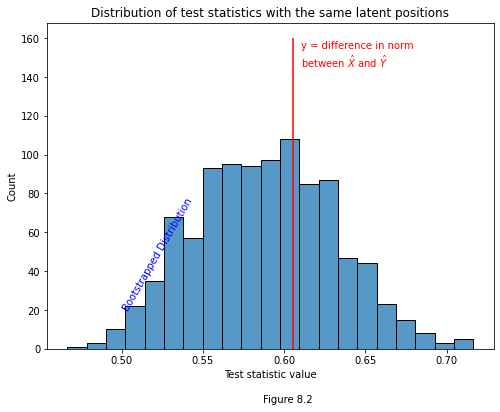 Distribution of test statistics with the same latent positions
160
140
120
100
80
60
40
20
0
Count
y = difference in norm
between X̂ and Ŷ
Bootstrapped Distribution
0.50 0.55 0.60 0.65 0.70
Test statistic value
Figure 8.2